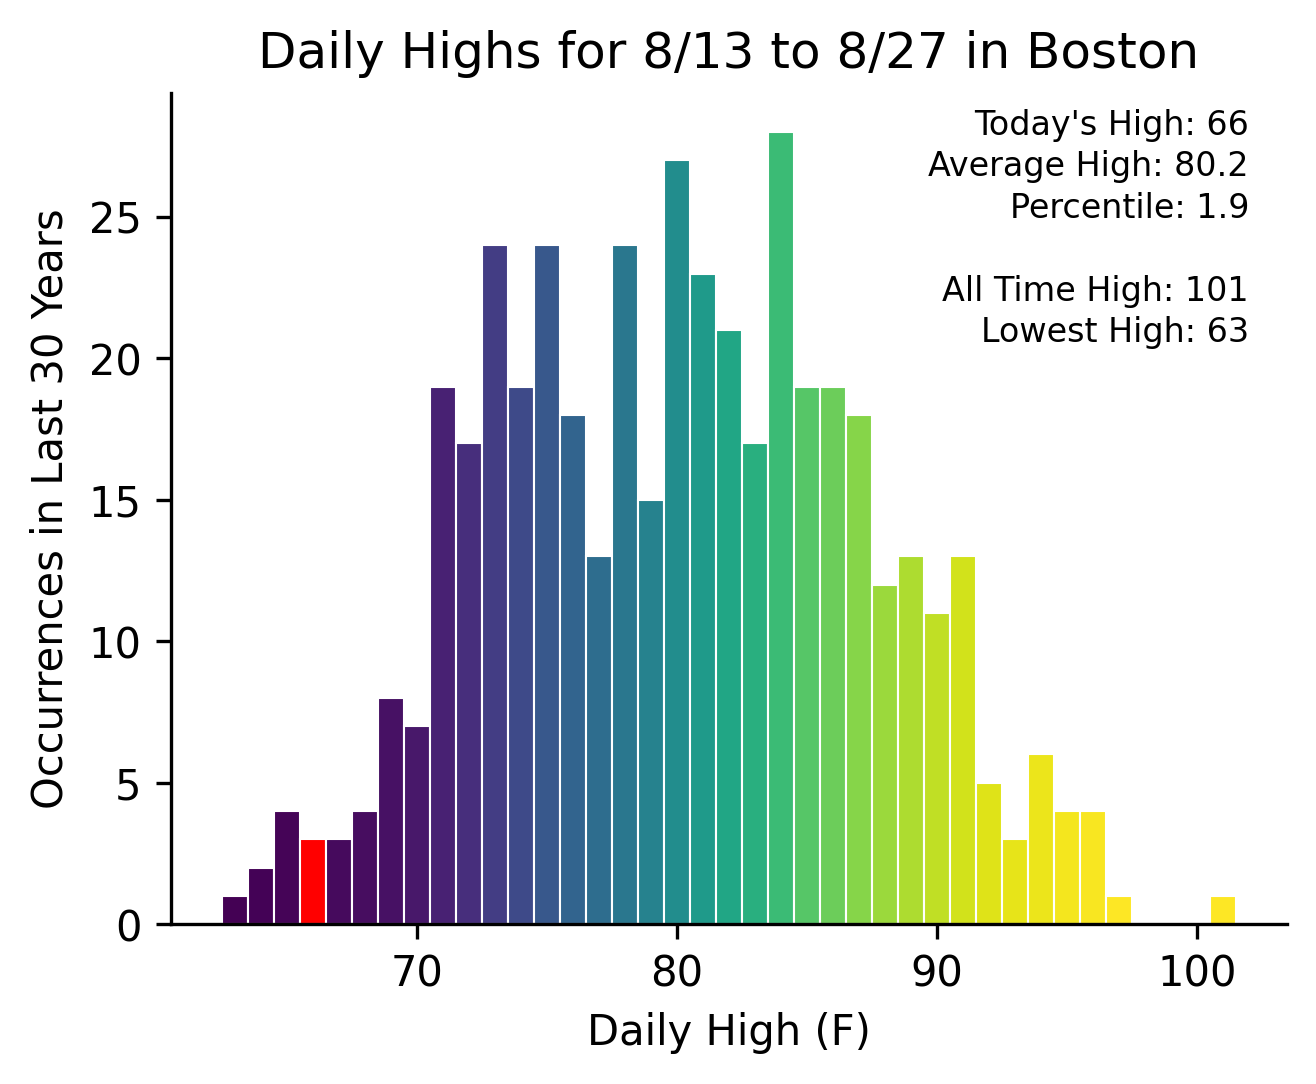 Daily Highs for 8/13 to 8/27 in Boston
Today's High: 66
Average High: 80.2
Percentile: 1.9
All Time High: 101
Lowest High: 63
Occurrences in Last 30 Years
25
20
15
10
5
0
70 80 90 100
Daily High (F)